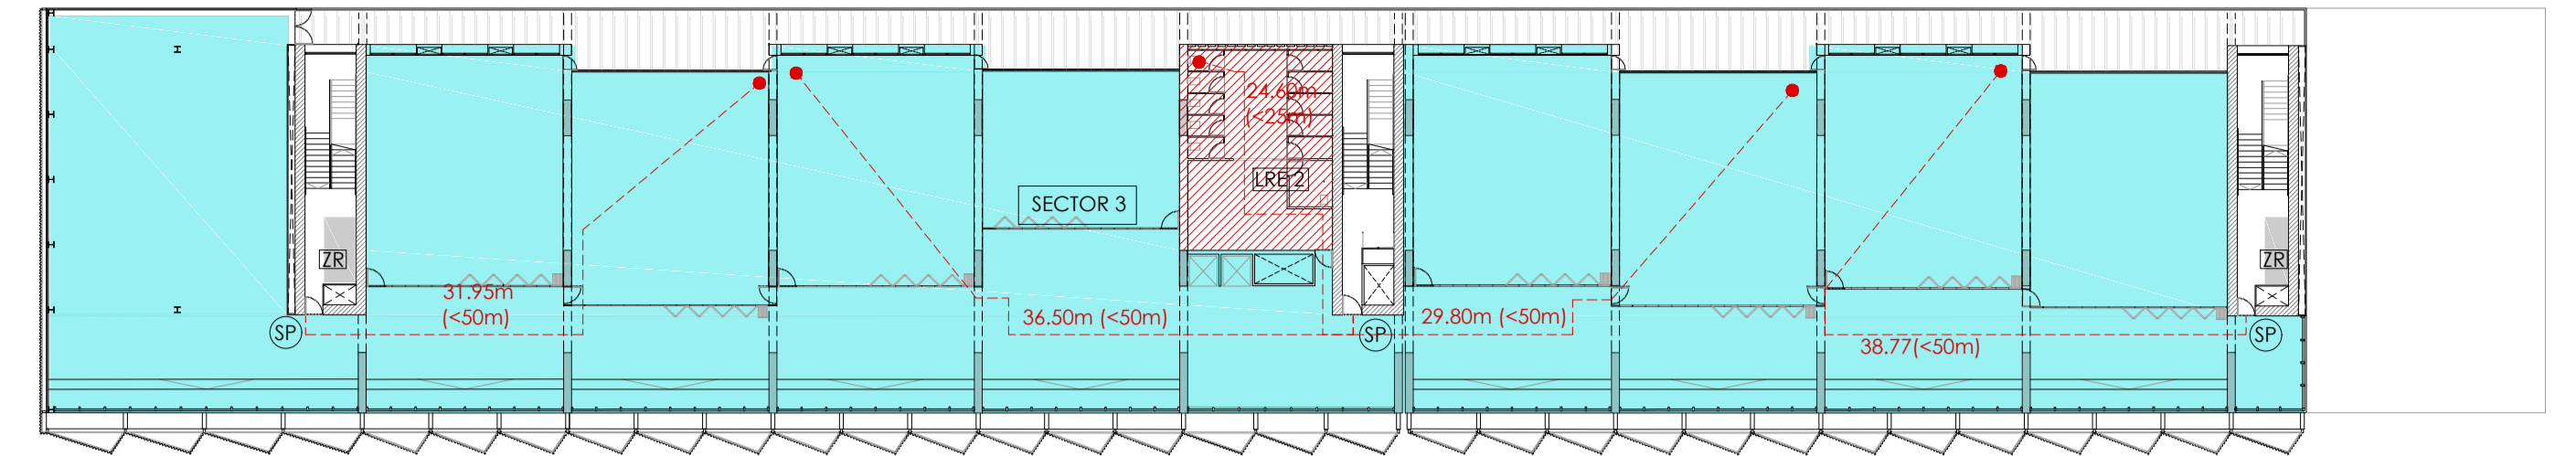 24.60m
(<25m)
LRE 2
SECTOR 3
ZR
ZR
31.95m
(<50m)
36.50m (<50m)
29.80m (<50m)
38.77(<50m)
SP
SP
SP